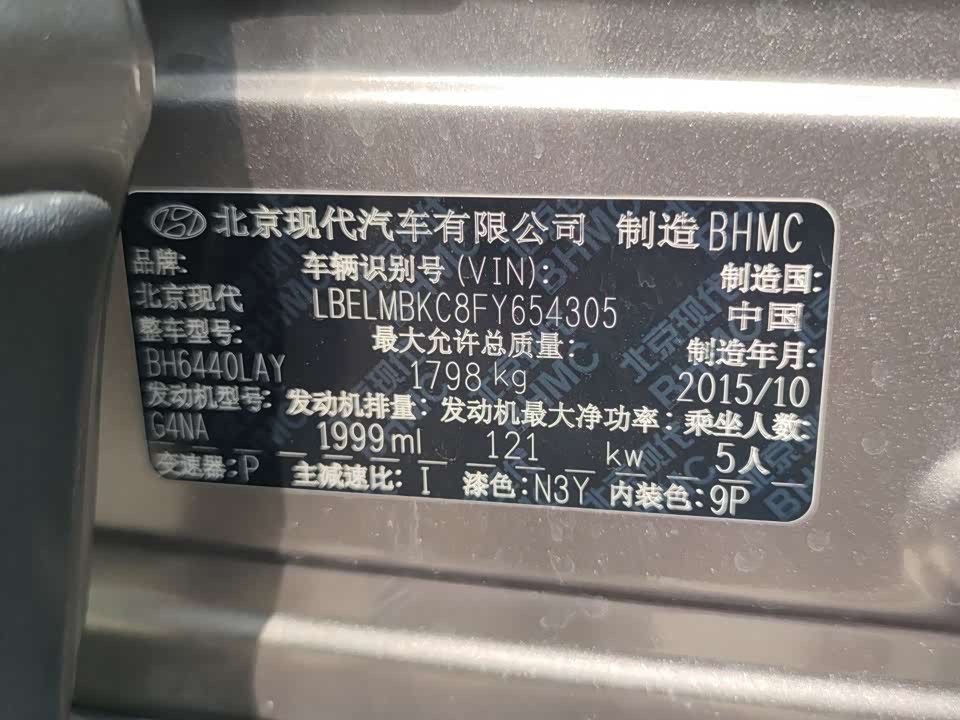 北京现代汽车有限公司 制造 BHMC
品牌: 车辆识别号(VIN): 制造国:
北京现代 LBELMBKC8FY654305 中国
整车型号: 最大允许总质量: 制造年月:
BH6440LAY 1798 kg 2015/10
发动机型号: 发动机排量: 发动机最大净功率: 乘坐人数:
G4NA 1999ml 121 kw 5人
变速器: P 主减速比: I 漆色: N3Y 内装色: 9P